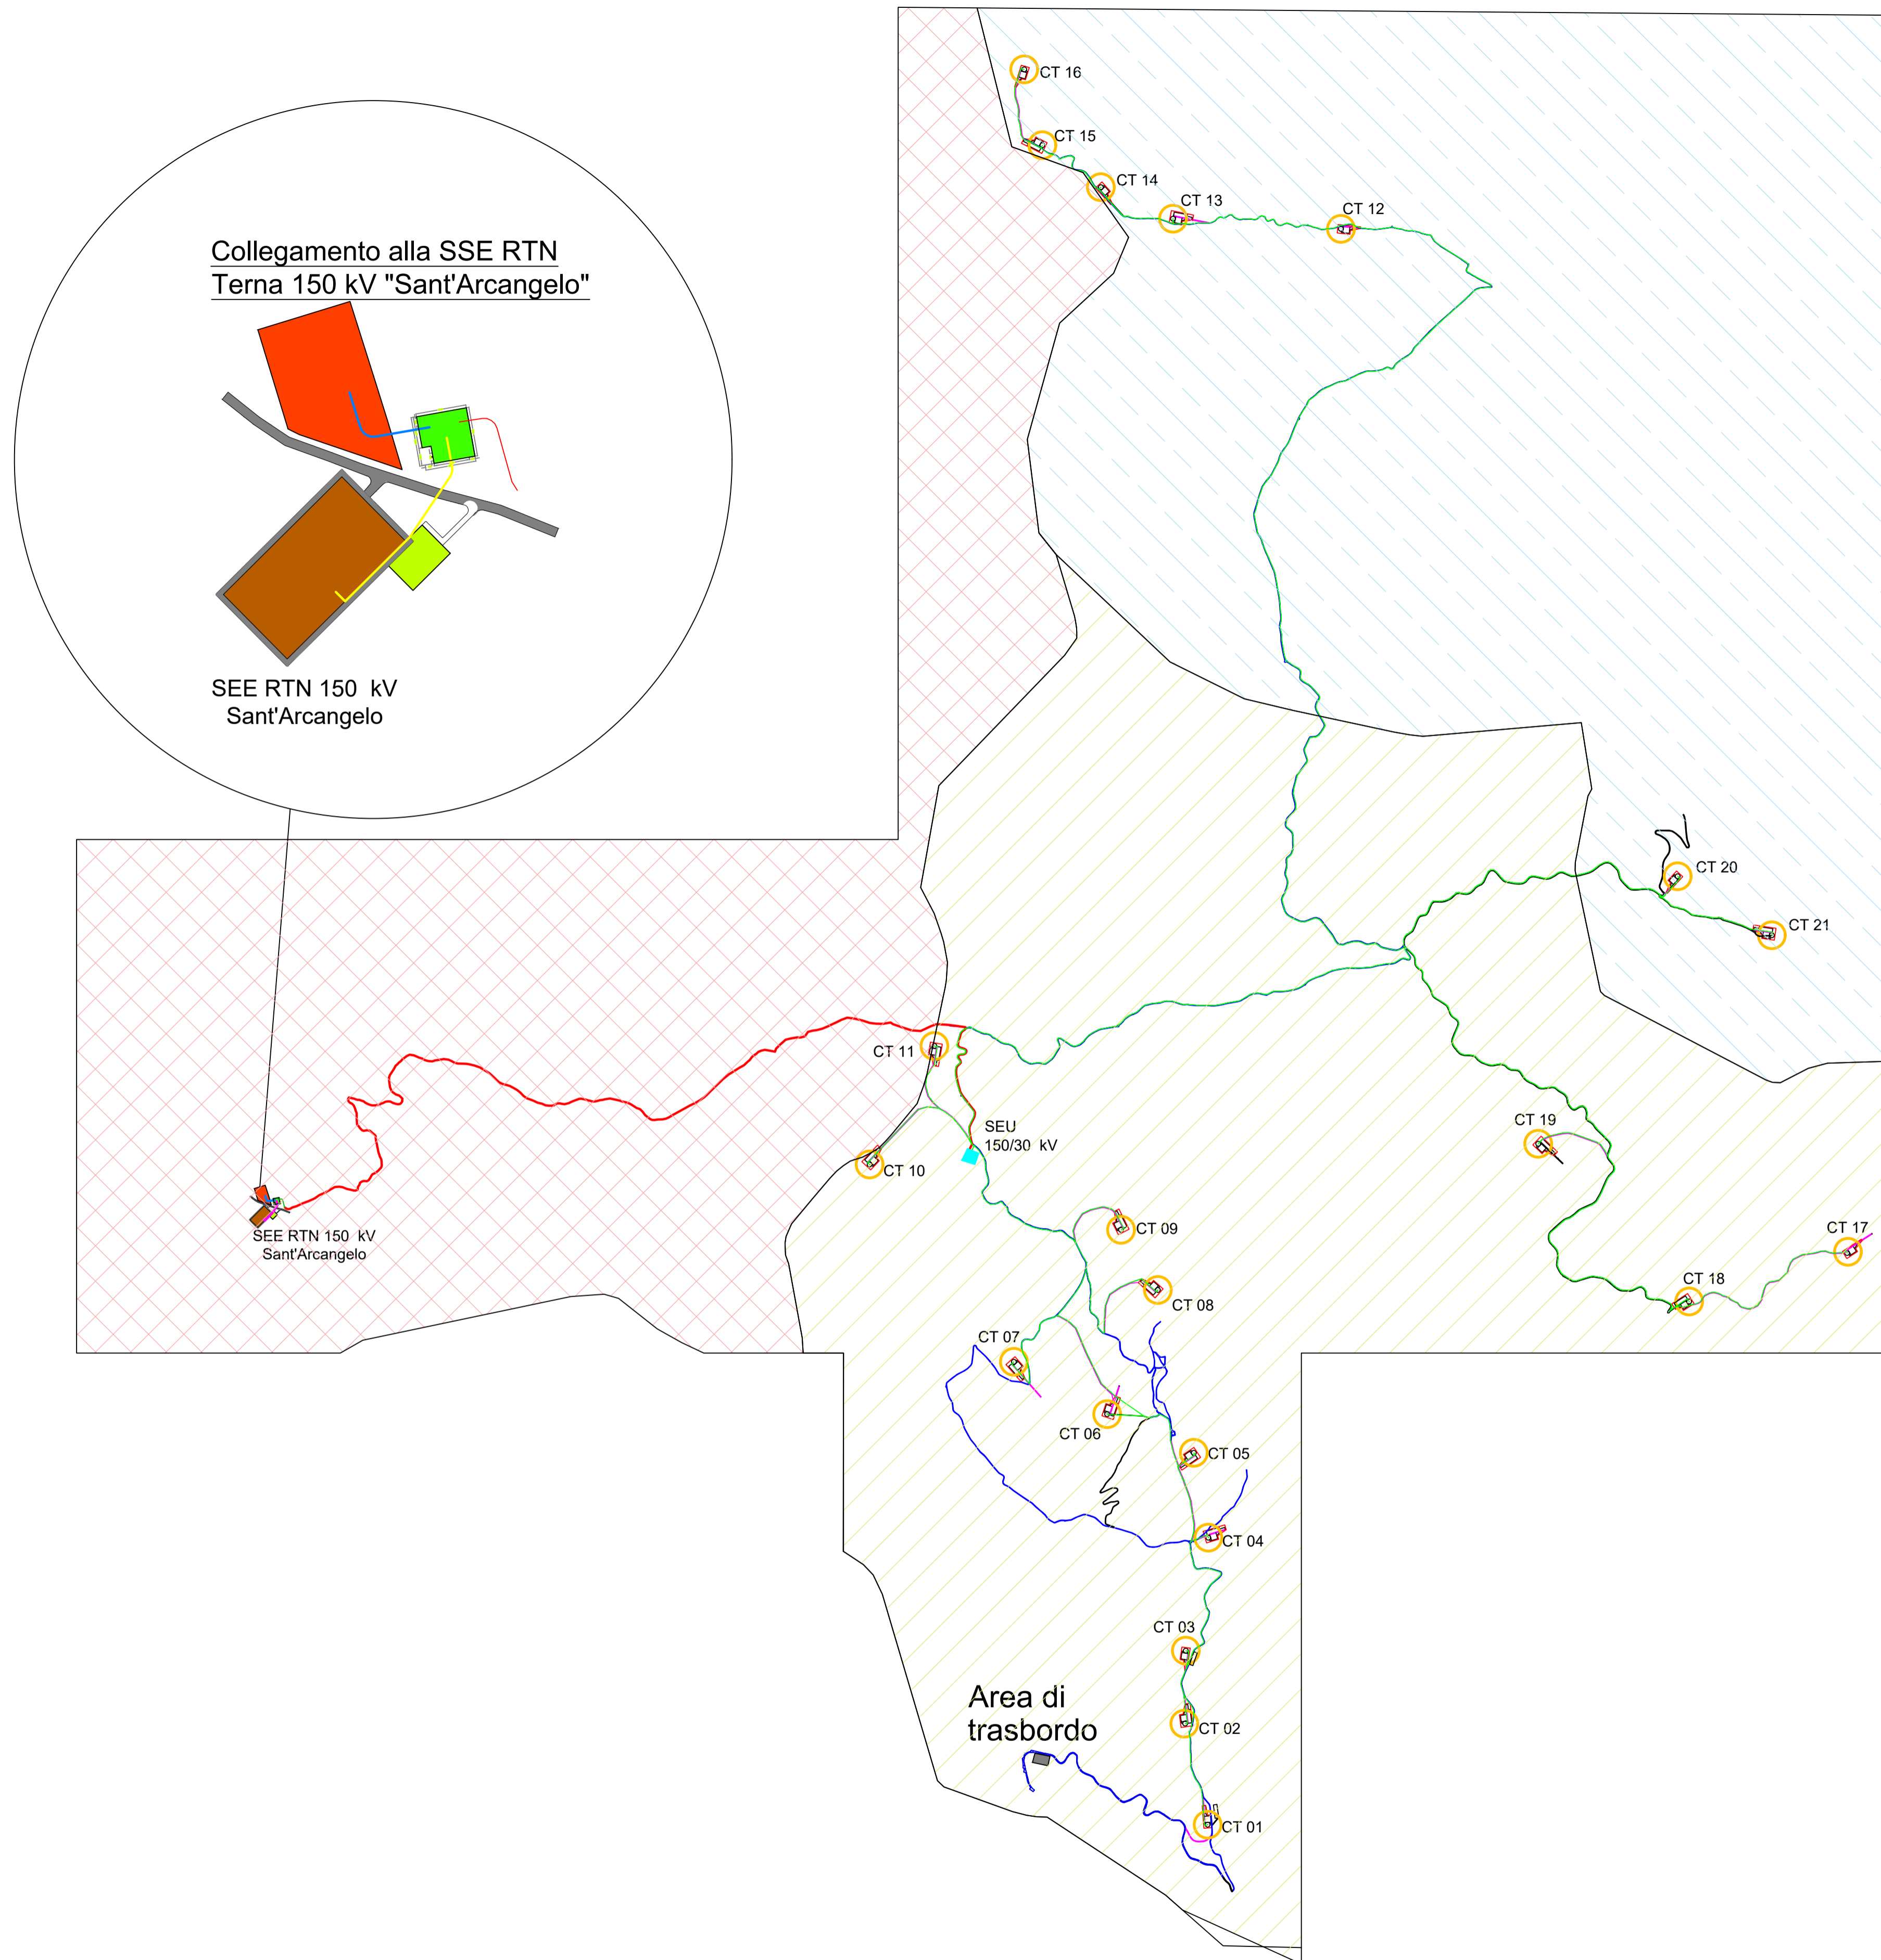 CT 16
CT 15
CT 14
CT 13
CT 12
Collegamento alla SSE RTN
Terna 150 kV "Sant'Arcangelo"
SEE RTN 150 kV
Sant'Arcangelo
CT 20
CT 21
CT 11
SEU
150/30 kV
CT 19
CT 10
CT 09
CT 17
SEE RTN 150 kV
Sant'Arcangelo
CT 18
CT 08
CT 07
CT 06
CT 05
CT 04
CT 03
Area di
trasbordo
CT 02
CT 01